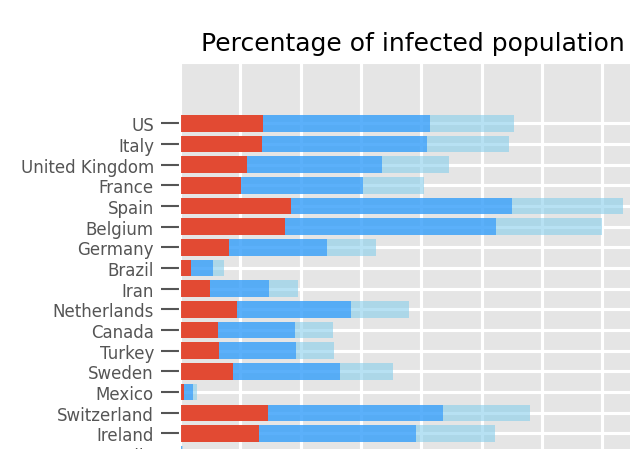 Percentage of infected population
US
Italy
United Kingdom
France
Spain
Belgium
Germany
Brazil
Iran
Netherlands
Canada
Turkey
Sweden
Mexico
Switzerland
Ireland